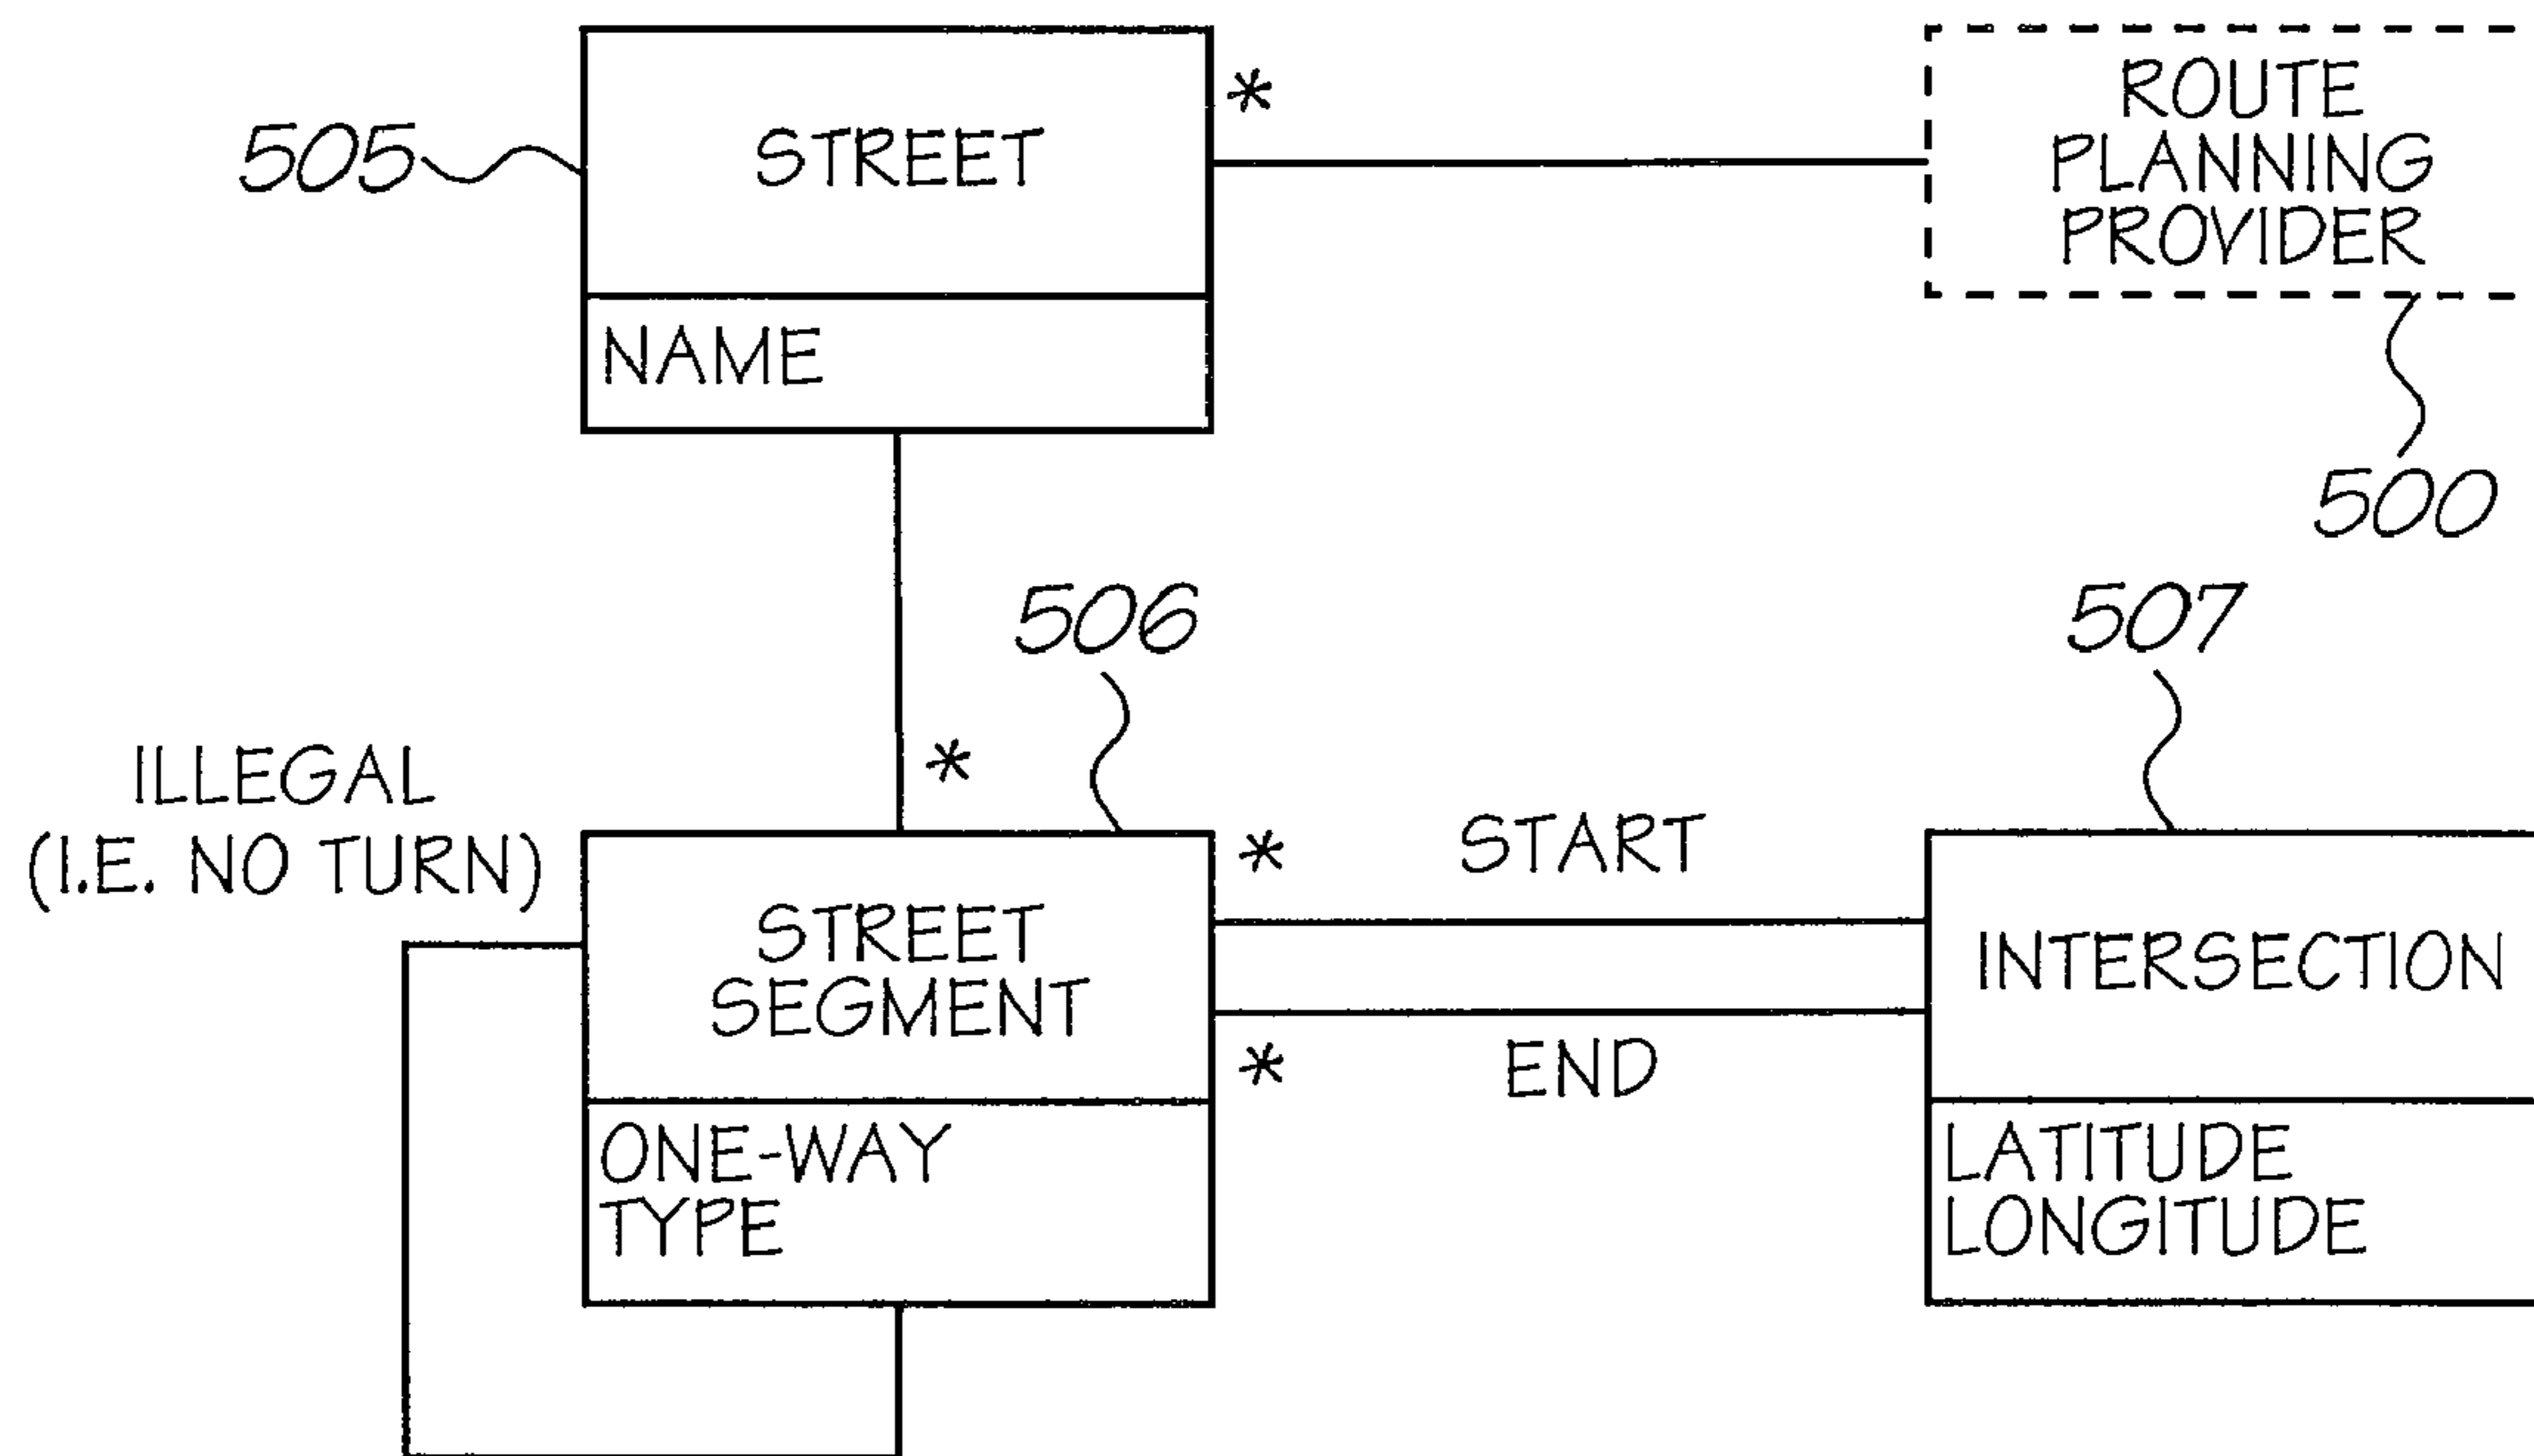 505
STREET
*
NAME
ROUTE
PLANNING
PROVIDER
500
506
507
*
ILLEGAL
(I.E. NO TURN)
STREET
SEGMENT
ONE-WAY
TYPE
*
START
*
END
INTERSECTION
LATITUDE
LONGITUDE